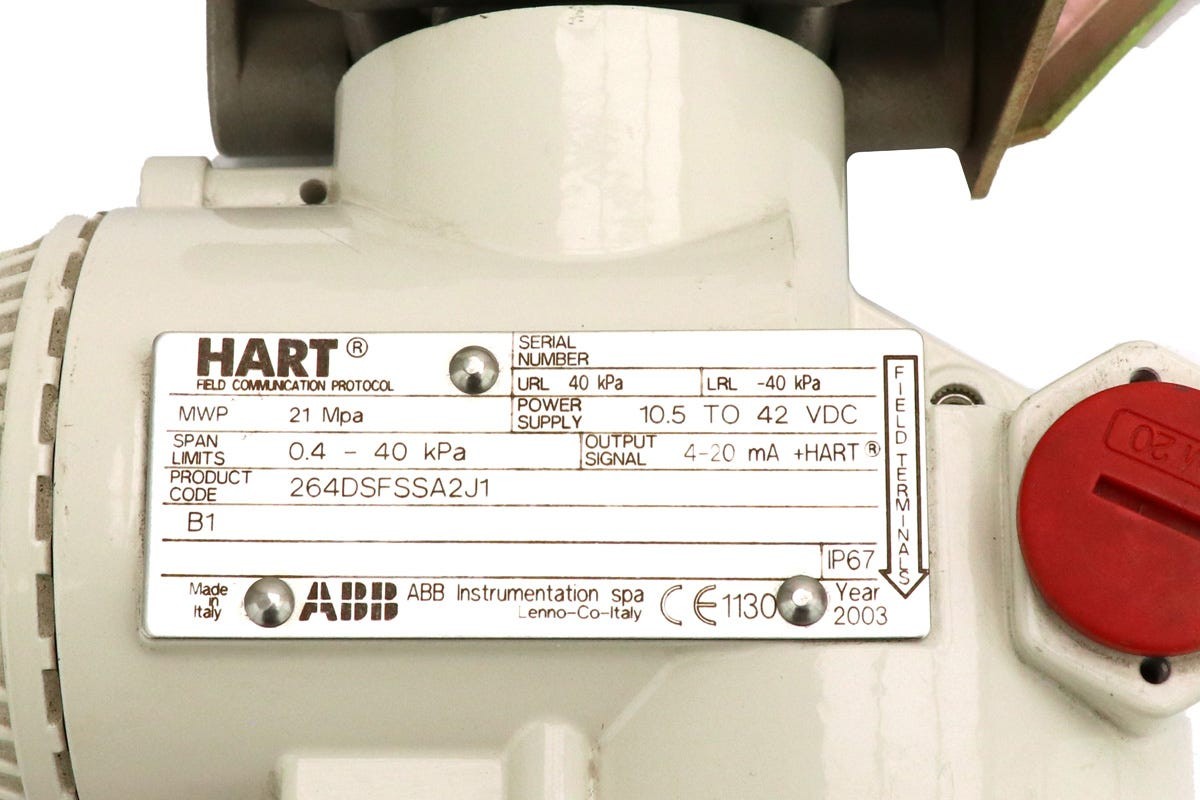 HART®
FIELD COMMUNICATION PROTOCOL
SERIAL
NUMBER
URL 40 kPa LRL -40 kPa
MWP 21 Mpa
POWER
SUPPLY 10.5 TO 42 VDC
SPAN
LIMITS 0.4 - 40 kPa
OUTPUT
SIGNAL 4-20 mA +HART®
PRODUCT
CODE 264DSFSSA2J1
B1
IP67
FIELD TERMINALS
Made
in
Italy
ABB ABB Instrumentation spa
Lenno-Co-Italy
CE1130
Year
2003
20